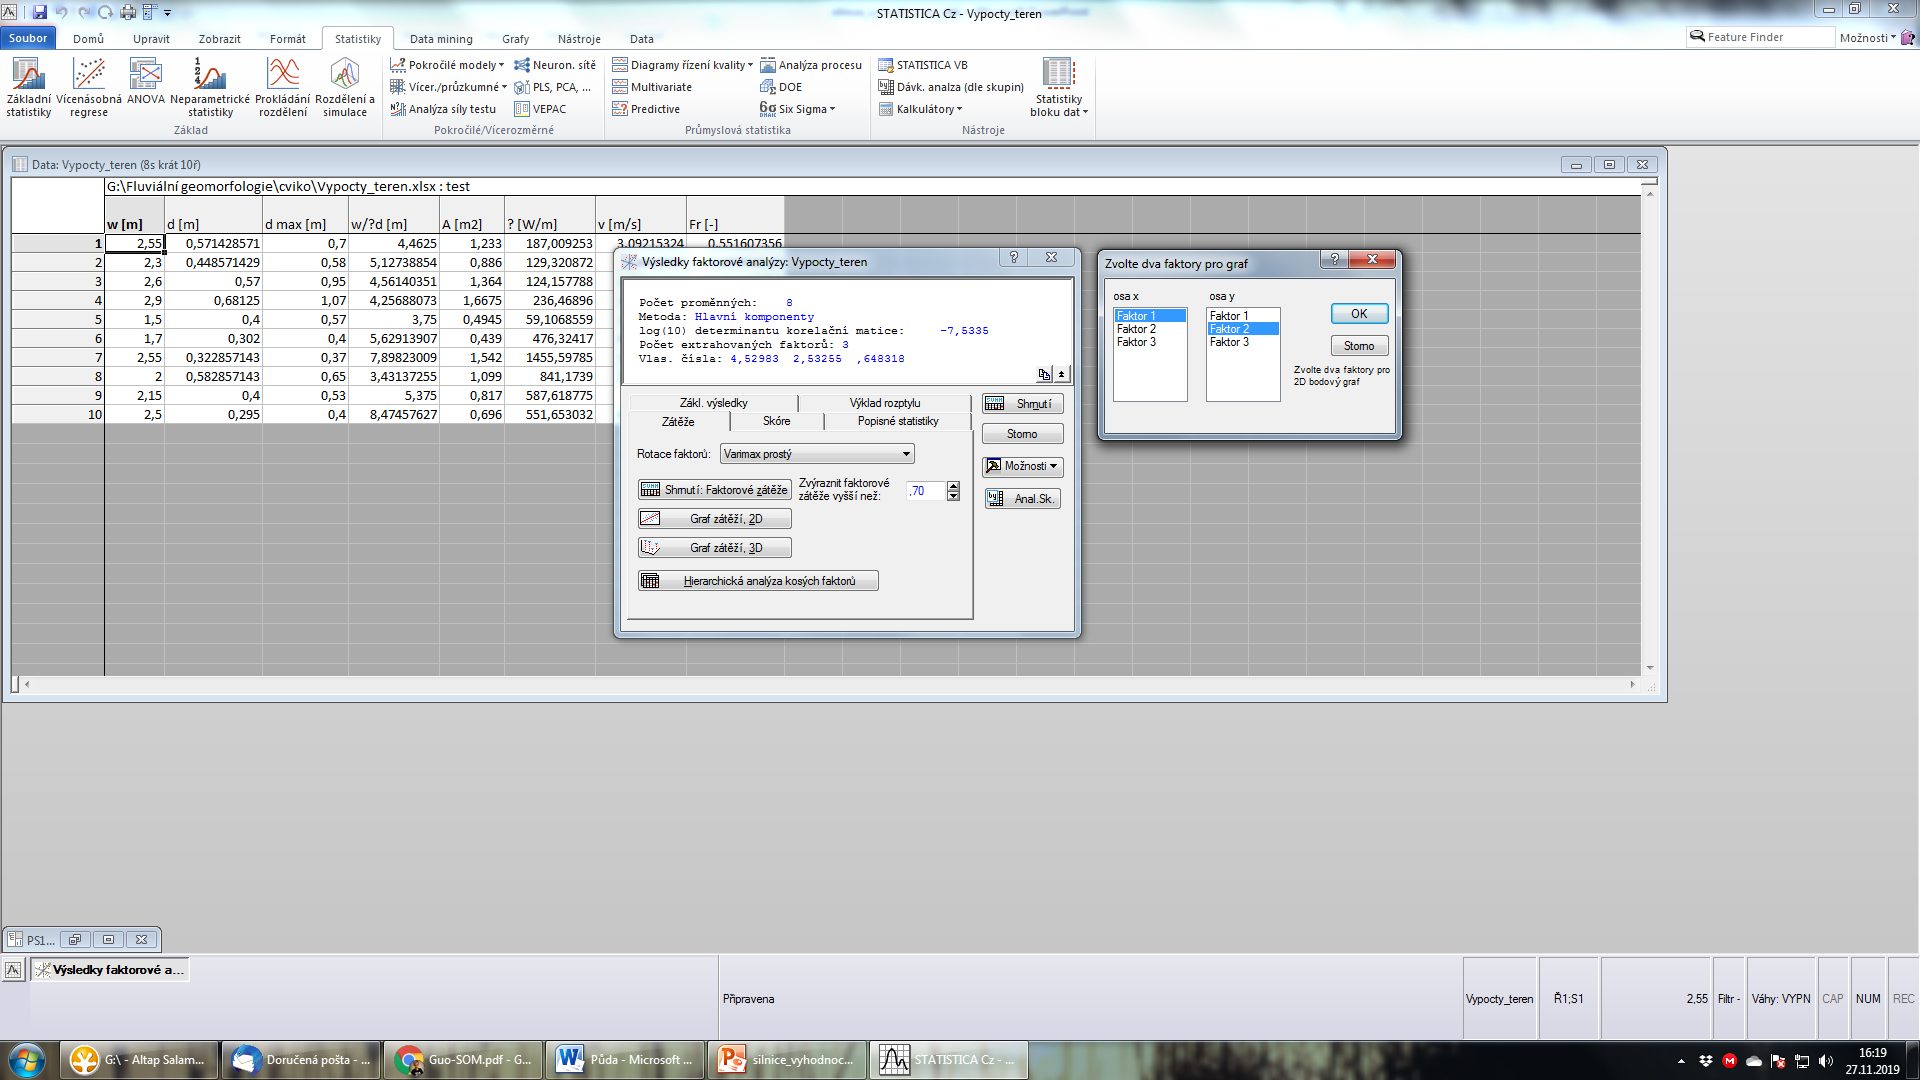 STATISTICA Cz - Vypocty_teren
Soubor Domů Upravit Zobrazit Formát Statistiky Data mining Grafy Nástroje Data
Feature Finder Možnosti
Základní statistiky
Vícenásobná regrese
ANOVA
Neparametrické statistiky
Prokládání rozdělení
Rozdělení a simulace
Základ
Pokročilé modely
Neuron. sítě
Vícer./průzkumné
PLS, PCA, ...
Analýza síly testu
VEPAC
Pokročilé/Vícerozměrné
Diagramy řízení kvality
Analýza procesu
Multivariate
DOE
Predictive
Six Sigma
Průmyslová statistika
STATISTICA VB
Dávk. analza (dle skupin)
Kalkulátory
Statistiky bloku dat
Nástroje
Data: Vypocty_teren (8s krát 10ř)
G:\Fluviální geomorfologie\cviko\Vypocty_teren.xlsx : test
w [m] d [m] d max [m] w/?d [m] A [m2] ? [W/m] v [m/s] Fr [-]
1 2,55 0,571428571 0,7 4,4625 1,233 187,009253 3,09215324 0,551607356
2 2,3 0,448571429 0,58 5,12738854 0,886 129,320872
3 2,6 0,57 0,95 4,56140351 1,364 124,157788
4 2,9 0,68125 1,07 4,25688073 1,6675 236,46896
5 1,5 0,4 0,57 3,75 0,4945 59,1068559
6 1,7 0,302 0,4 5,62913907 0,439 476,32417
7 2,55 0,322857143 0,37 7,89823009 1,542 1455,59785
8 2 0,582857143 0,65 3,43137255 1,099 841,1739
9 2,15 0,4 0,53 5,375 0,817 587,618775
10 2,5 0,295 0,4 8,47457627 0,696 551,653032
Výsledky faktorové analýzy: Vypocty_teren
Počet proměnných: 8
Metoda: Hlavní komponenty
log(10) determinantu korelační matice: -7,5335
Počet extrahovaných faktorů: 3
Vlas. čísla: 4,52983 2,53255 ,648318
Zákl. výsledky Výklad rozptylu
Zátěže Skóre Popisné statistiky
Rotace faktorů: Varimax prostý
Shrnutí: Faktorové zátěže
Zvýraznit faktorové zátěže vyšší než: ,70
Graf zátěží, 2D
Graf zátěží, 3D
Hierarchická analýza kosých faktorů
Shrnutí
Storno
Možnosti
Anal.Sk.
Zvolte dva faktory pro graf
osa x osa y
Faktor 1 Faktor 1
Faktor 2 Faktor 2
Faktor 3 Faktor 3
OK
Storno
Zvolte dva faktory pro
2D bodový graf
PS1...
Výsledky faktorové a...
Připravena
Vypocty_teren Ř1;S1 2,55 Filtr - Váhy: VYPN CAP NUM REC
G:\ - Altap Salam...
Doručená pošta - ...
Guo-SOM.pdf - G...
Půda - Microsoft ...
silnice_vyhodnoc...
STATISTICA Cz - ...
16:19
27.11.2019